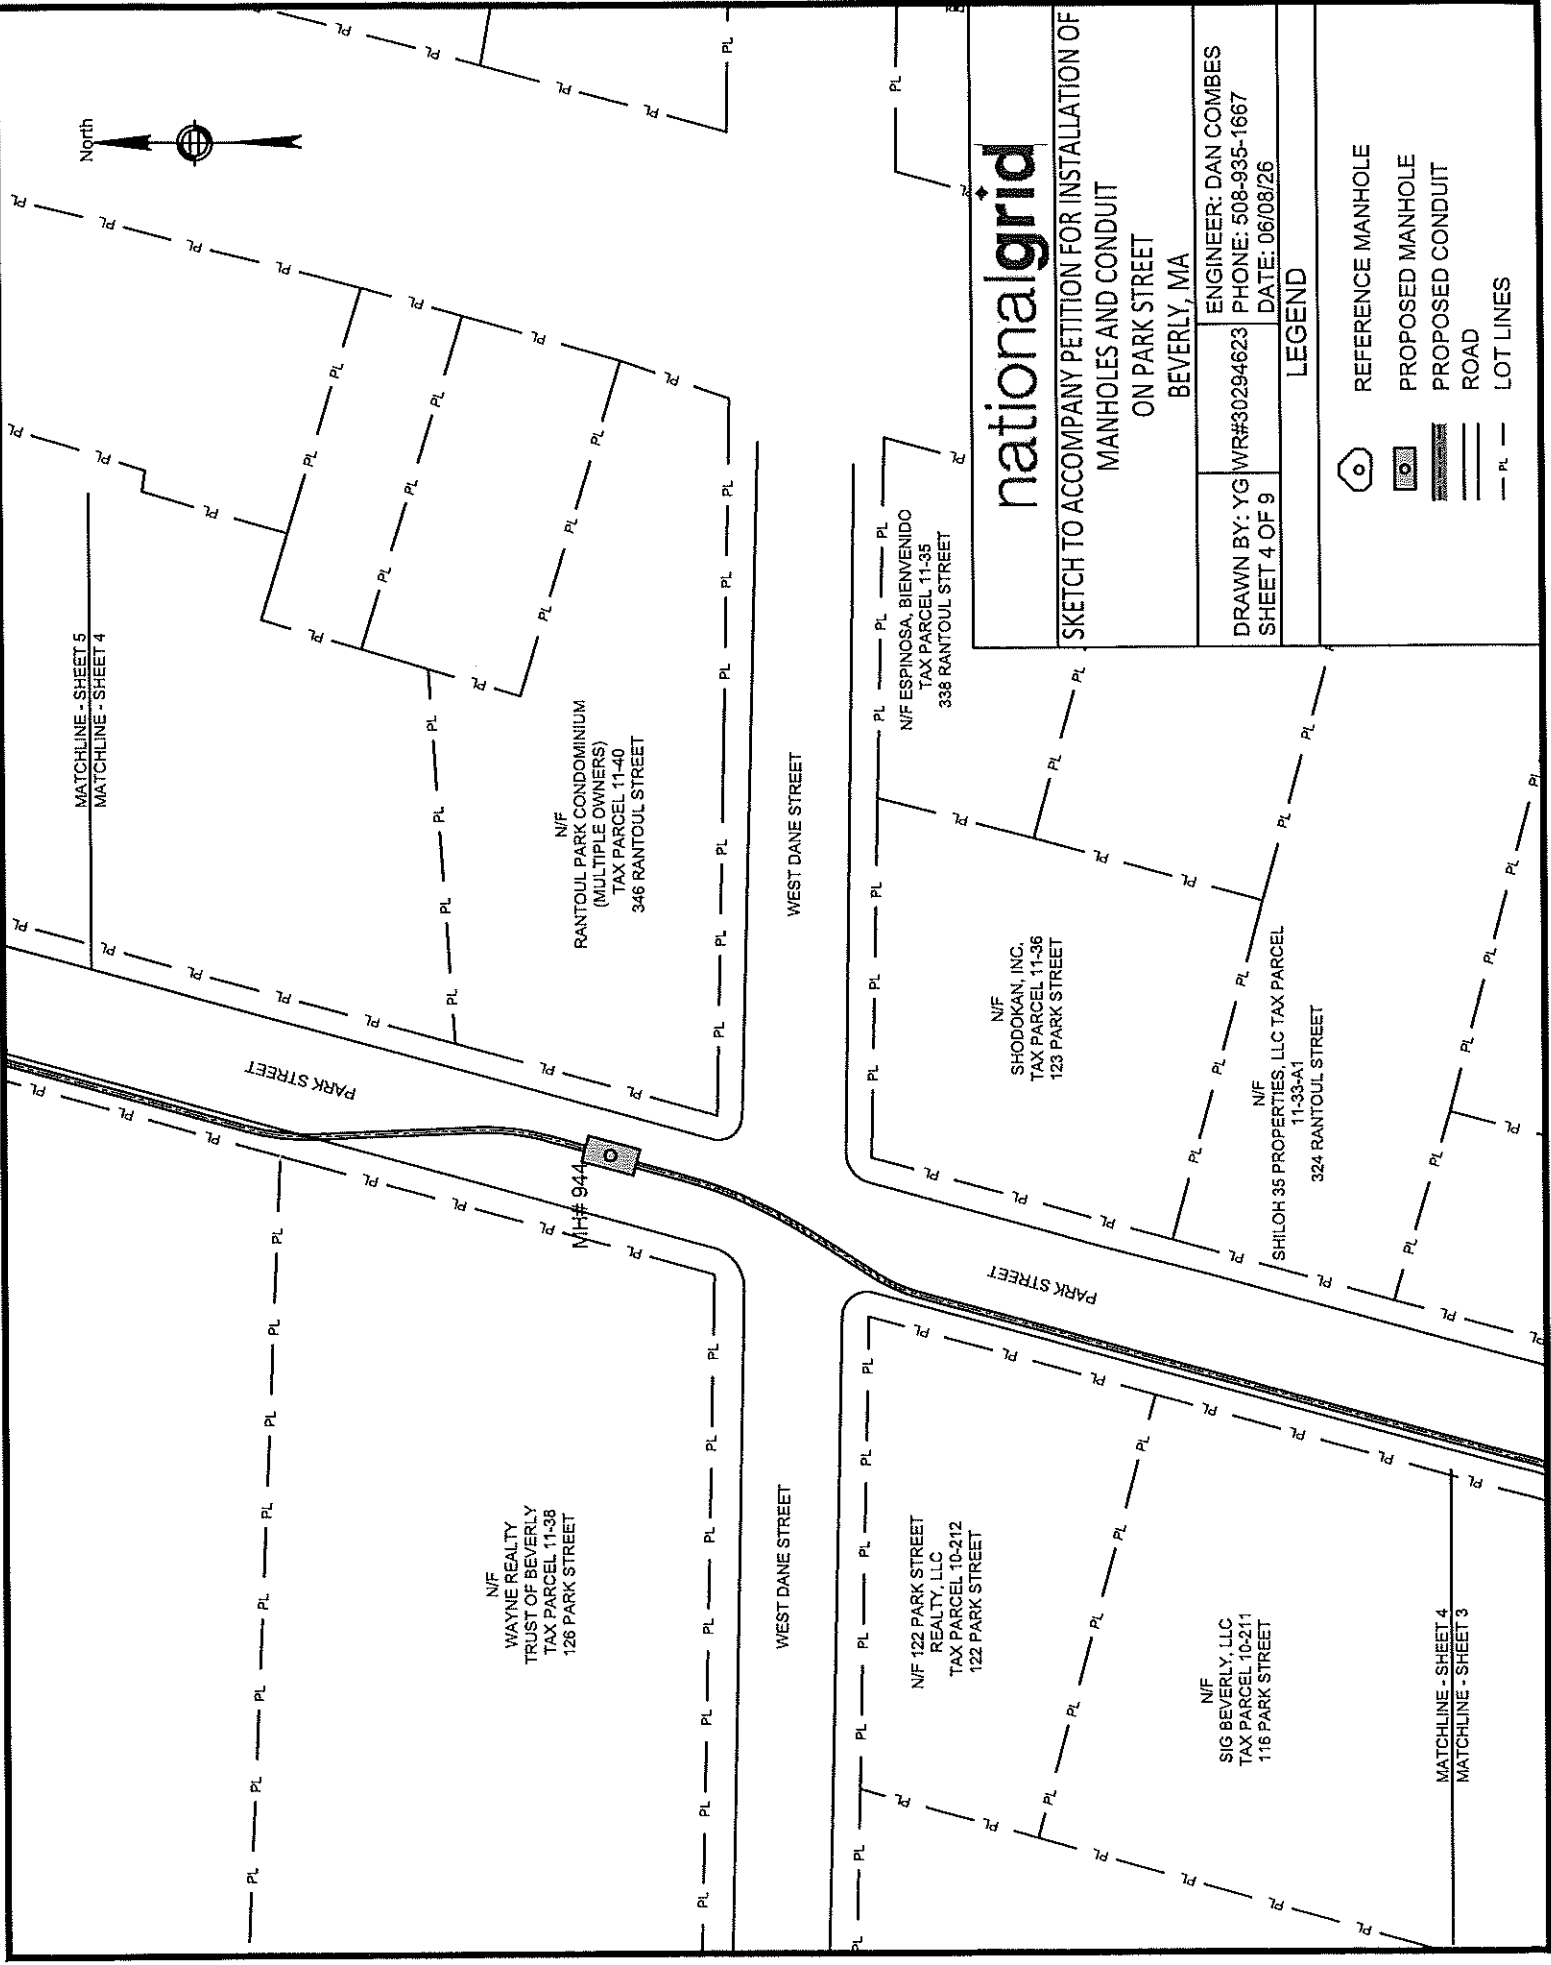 North
MATCHLINE - SHEET 5
MATCHLINE - SHEET 4
PARK STREET
MH# 944
N/F
WAYNE REALTY
TRUST OF BEVERLY
TAX PARCEL 11-38
126 PARK STREET
N/F
RANTOUL PARK CONDOMINIUM
(MULTIPLE OWNERS)
TAX PARCEL 11-40
346 RANTOUL STREET
WEST DANE STREET
WEST DANE STREET
N/F 122 PARK STREET
REALTY, LLC
TAX PARCEL 10-212
122 PARK STREET
PARK STREET
N/F
SHODOKAN, INC.
TAX PARCEL 11-36
123 PARK STREET
N/F ESPINOSA, BIENVENIDO
TAX PARCEL 11-35
338 RANTOUL STREET
N/F
SIG BEVERLY, LLC
TAX PARCEL 10-211
116 PARK STREET
N/F
SHILOH 35 PROPERTIES, LLC TAX PARCEL
11-33-A1
324 RANTOUL STREET
MATCHLINE - SHEET 4
MATCHLINE - SHEET 3
nationalgrid
SKETCH TO ACCOMPANY PETITION FOR INSTALLATION OF
MANHOLES AND CONDUIT
ON PARK STREET
BEVERLY, MA
DRAWN BY: YG
SHEET 4 OF 9
WR#30294623
ENGINEER: DAN COMBES
PHONE: 508-935-1667
DATE: 06/08/26
LEGEND
REFERENCE MANHOLE
PROPOSED MANHOLE
PROPOSED CONDUIT
ROAD
PL
LOT LINES